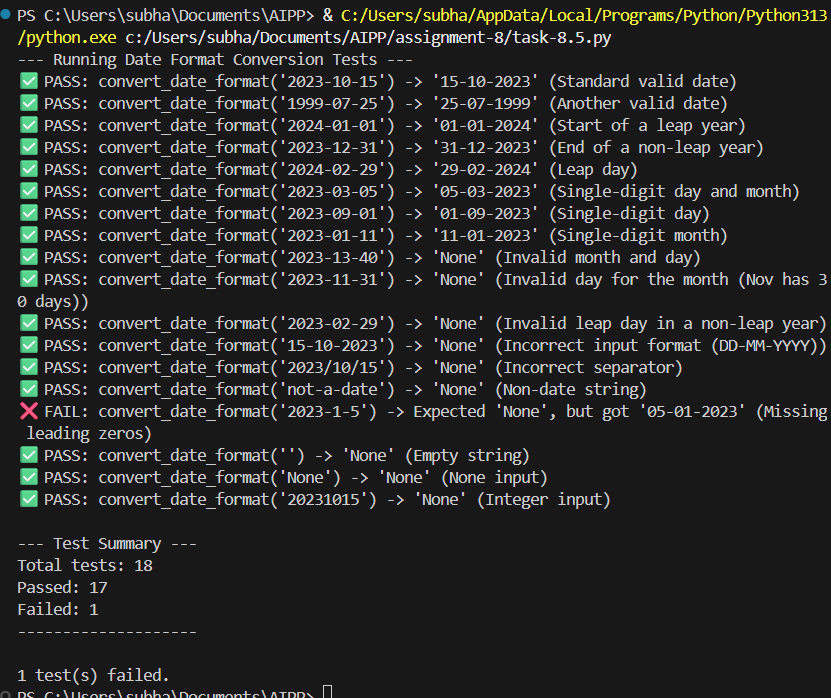 PS C:\Users\subha\Documents\AIPP> & C:/Users/subha/AppData/Local/Programs/Python/Python313
/python.exe c:/Users/subha/Documents/AIPP/assignment-8/task-8.5.py
--- Running Date Format Conversion Tests ---
✅ PASS: convert_date_format('2023-10-15') -> '15-10-2023' (Standard valid date)
✅ PASS: convert_date_format('1999-07-25') -> '25-07-1999' (Another valid date)
✅ PASS: convert_date_format('2024-01-01') -> '01-01-2024' (Start of a leap year)
✅ PASS: convert_date_format('2023-12-31') -> '31-12-2023' (End of a non-leap year)
✅ PASS: convert_date_format('2024-02-29') -> '29-02-2024' (Leap day)
✅ PASS: convert_date_format('2023-03-05') -> '05-03-2023' (Single-digit day and month)
✅ PASS: convert_date_format('2023-09-01') -> '01-09-2023' (Single-digit day)
✅ PASS: convert_date_format('2023-01-11') -> '11-01-2023' (Single-digit month)
✅ PASS: convert_date_format('2023-13-40') -> 'None' (Invalid month and day)
✅ PASS: convert_date_format('2023-11-31') -> 'None' (Invalid day for the month (Nov has 3
0 days))
✅ PASS: convert_date_format('2023-02-29') -> 'None' (Invalid leap day in a non-leap year)
✅ PASS: convert_date_format('15-10-2023') -> 'None' (Incorrect input format (DD-MM-YYYY))
✅ PASS: convert_date_format('2023/10/15') -> 'None' (Incorrect separator)
✅ PASS: convert_date_format('not-a-date') -> 'None' (Non-date string)
❌ FAIL: convert_date_format('2023-1-5') -> Expected 'None', but got '05-01-2023' (Missing
leading zeros)
✅ PASS: convert_date_format('') -> 'None' (Empty string)
✅ PASS: convert_date_format('None') -> 'None' (None input)
✅ PASS: convert_date_format('20231015') -> 'None' (Integer input)
--- Test Summary ---
Total tests: 18
Passed: 17
Failed: 1
--------------------
1 test(s) failed.
PS C:\Users\subha\Documents\AIPP>